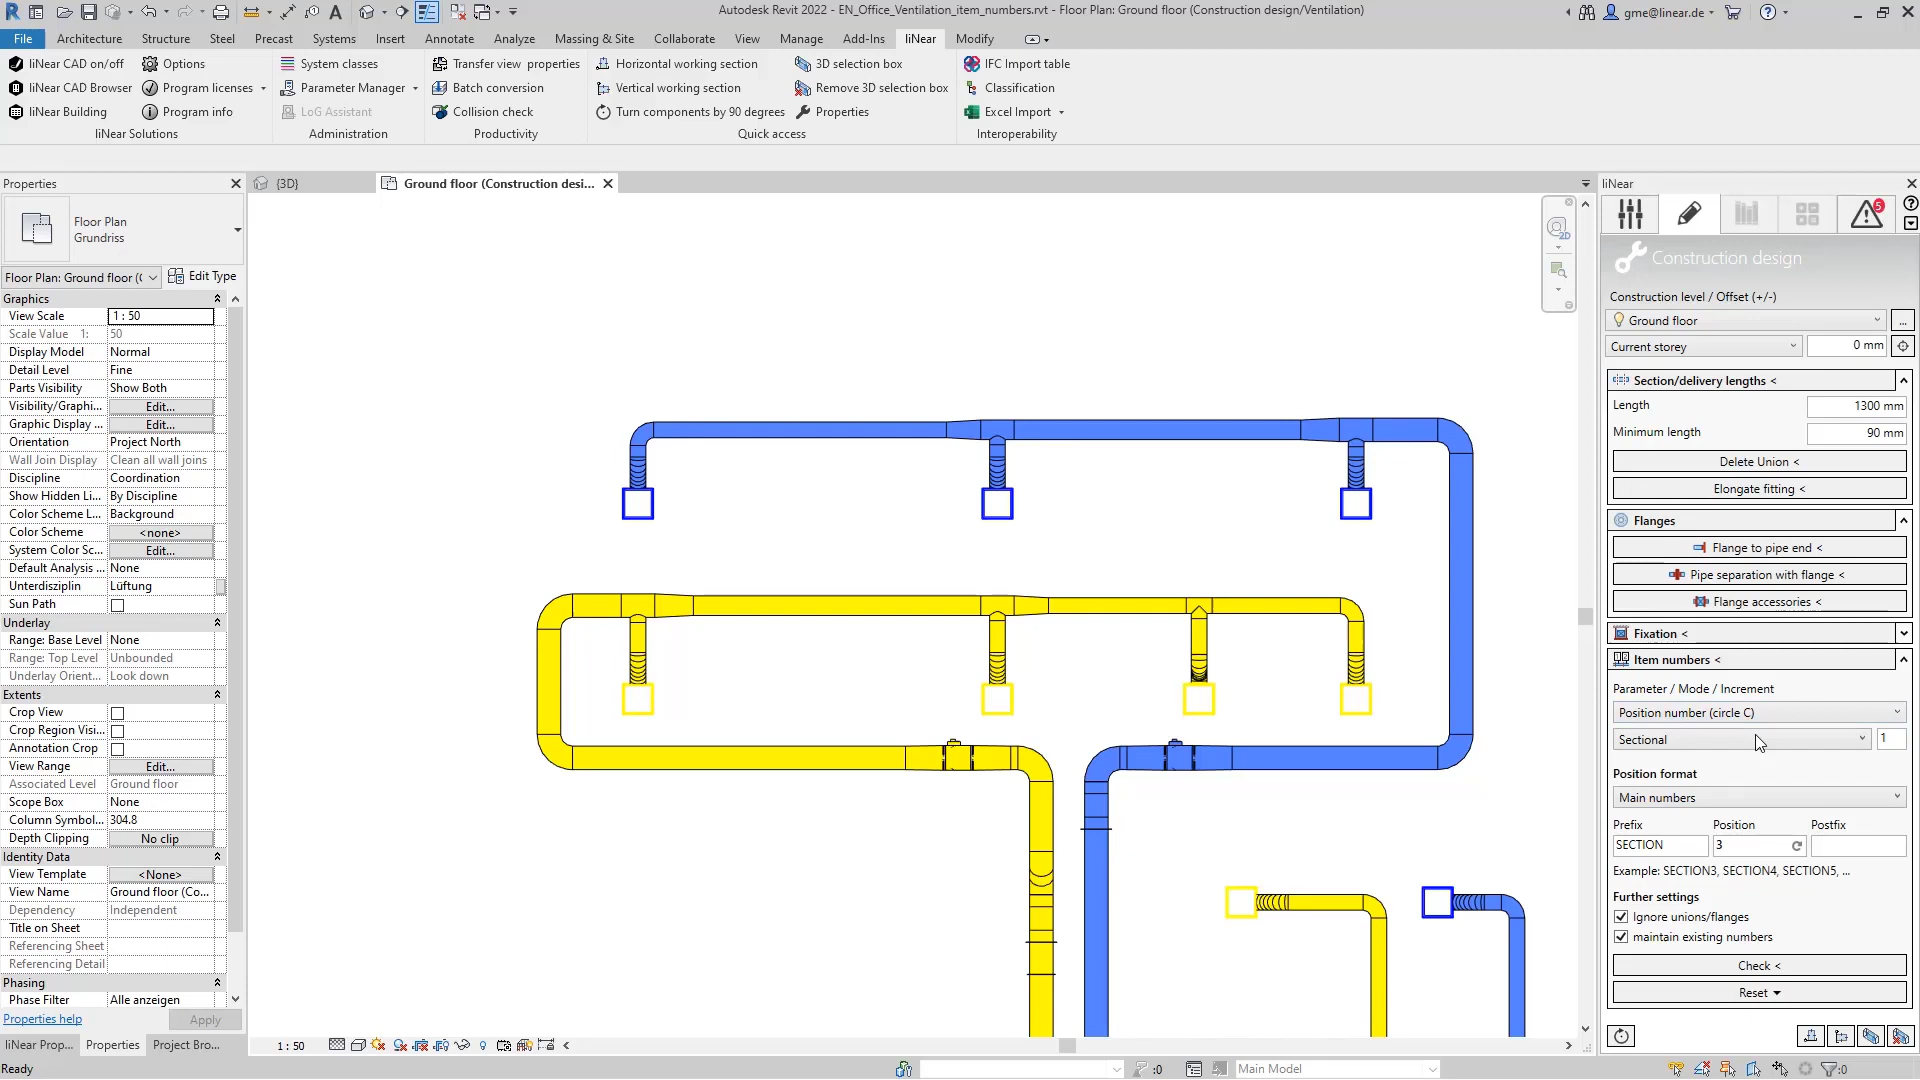 Autodesk Revit 2022 - EN_Office_Ventilation_item_numbers.rvt - Floor Plan: Ground floor (Construction design/Ventilation)
gme@linear.de
File Architecture Structure Steel Precast Systems Insert Annotate Analyze Massing & Site Collaborate View Manage Add-Ins liNear Modify
liNear CAD on/off Options System classes Transfer view properties Horizontal working section 3D selection box IFC Import table
liNear CAD Browser Program licenses Parameter Manager Batch conversion Vertical working section Remove 3D selection box Classification
liNear Building Program info LoG Assistant Collision check Turn components by 90 degrees Properties Excel Import
liNear Solutions Administration Productivity Quick access Interoperability
Properties
{3D}
Ground floor (Construction desi...
Floor Plan
Grundriss
Floor Plan: Ground floor (C
Edit Type
Graphics
View Scale 1 : 50
Scale Value 1: 50
Display Model Normal
Detail Level Fine
Parts Visibility Show Both
Visibility/Graphi... Edit...
Graphic Display ... Edit...
Orientation Project North
Wall Join Display Clean all wall joins
Discipline Coordination
Show Hidden Li... By Discipline
Color Scheme L... Background
Color Scheme <none>
System Color Sc... Edit...
Default Analysis ... None
Unterdisziplin Lüftung
Sun Path
Underlay
Range: Base Level None
Range: Top Level Unbounded
Underlay Orient... Look down
Extents
Crop View
Crop Region Visi...
Annotation Crop
View Range Edit...
Associated Level Ground floor
Scope Box None
Column Symbol... 304.8
Depth Clipping No clip
Identity Data
View Template <None>
View Name Ground floor (Co...
Dependency Independent
Title on Sheet
Referencing Sheet
Referencing Detail
Phasing
Phase Filter Alle anzeigen
Properties help
Apply
liNear Prop... Properties Project Bro...
Ready
1 : 50
:0
Main Model
:0
2D
liNear
5
Construction design
Construction level / Offset (+/-)
Ground floor
...
Current storey 0 mm
Section/delivery lengths <
Length 1300 mm
Minimum length 90 mm
Delete Union <
Elongate fitting <
Flanges
Flange to pipe end <
Pipe separation with flange <
Flange accessories <
Fixation <
Item numbers <
Parameter / Mode / Increment
Position number (circle C)
Sectional 1
Position format
Main numbers
Prefix Position Postfix
SECTION 3
Example: SECTION3, SECTION4, SECTION5, ...
Further settings
Ignore unions/flanges
maintain existing numbers
Check <
Reset